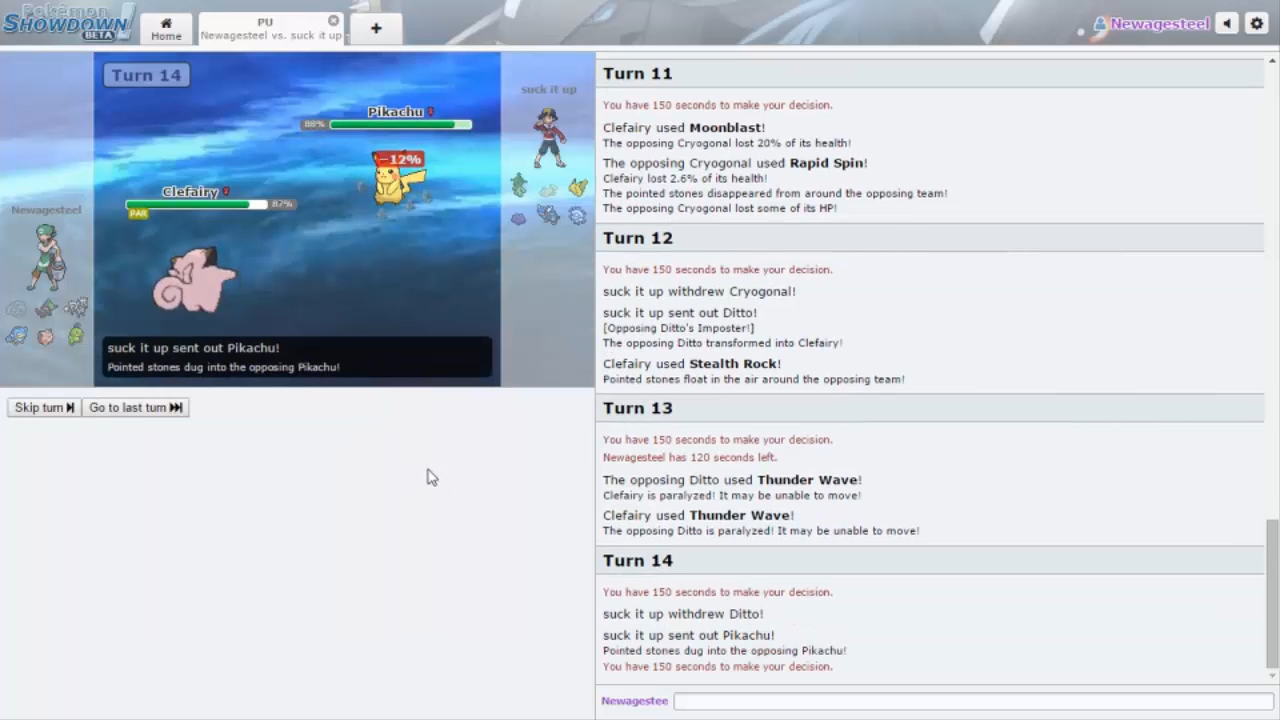 Pokémon
SHOWDOWN!
BETA
Home
PU
Newagesteel vs. suck it up
+
Newagesteel
Turn 14
Pikachu
88%
-12%
Clefairy
87%
PAR
Newagesteel
suck it up
suck it up sent out Pikachu!
Pointed stones dug into the opposing Pikachu!
Skip turn
Go to last turn
Turn 11
You have 150 seconds to make your decision.
Clefairy used Moonblast!
The opposing Cryogonal lost 20% of its health!
The opposing Cryogonal used Rapid Spin!
Clefairy lost 2.6% of its health!
The pointed stones disappeared from around the opposing team!
The opposing Cryogonal lost some of its HP!
Turn 12
You have 150 seconds to make your decision.
suck it up withdrew Cryogonal!
suck it up sent out Ditto!
[Opposing Ditto's Imposter!]
The opposing Ditto transformed into Clefairy!
Clefairy used Stealth Rock!
Pointed stones float in the air around the opposing team!
Turn 13
You have 150 seconds to make your decision.
Newagesteel has 120 seconds left.
The opposing Ditto used Thunder Wave!
Clefairy is paralyzed! It may be unable to move!
Clefairy used Thunder Wave!
The opposing Ditto is paralyzed! It may be unable to move!
Turn 14
You have 150 seconds to make your decision.
suck it up withdrew Ditto!
suck it up sent out Pikachu!
Pointed stones dug into the opposing Pikachu!
You have 150 seconds to make your decision.
Newagestee